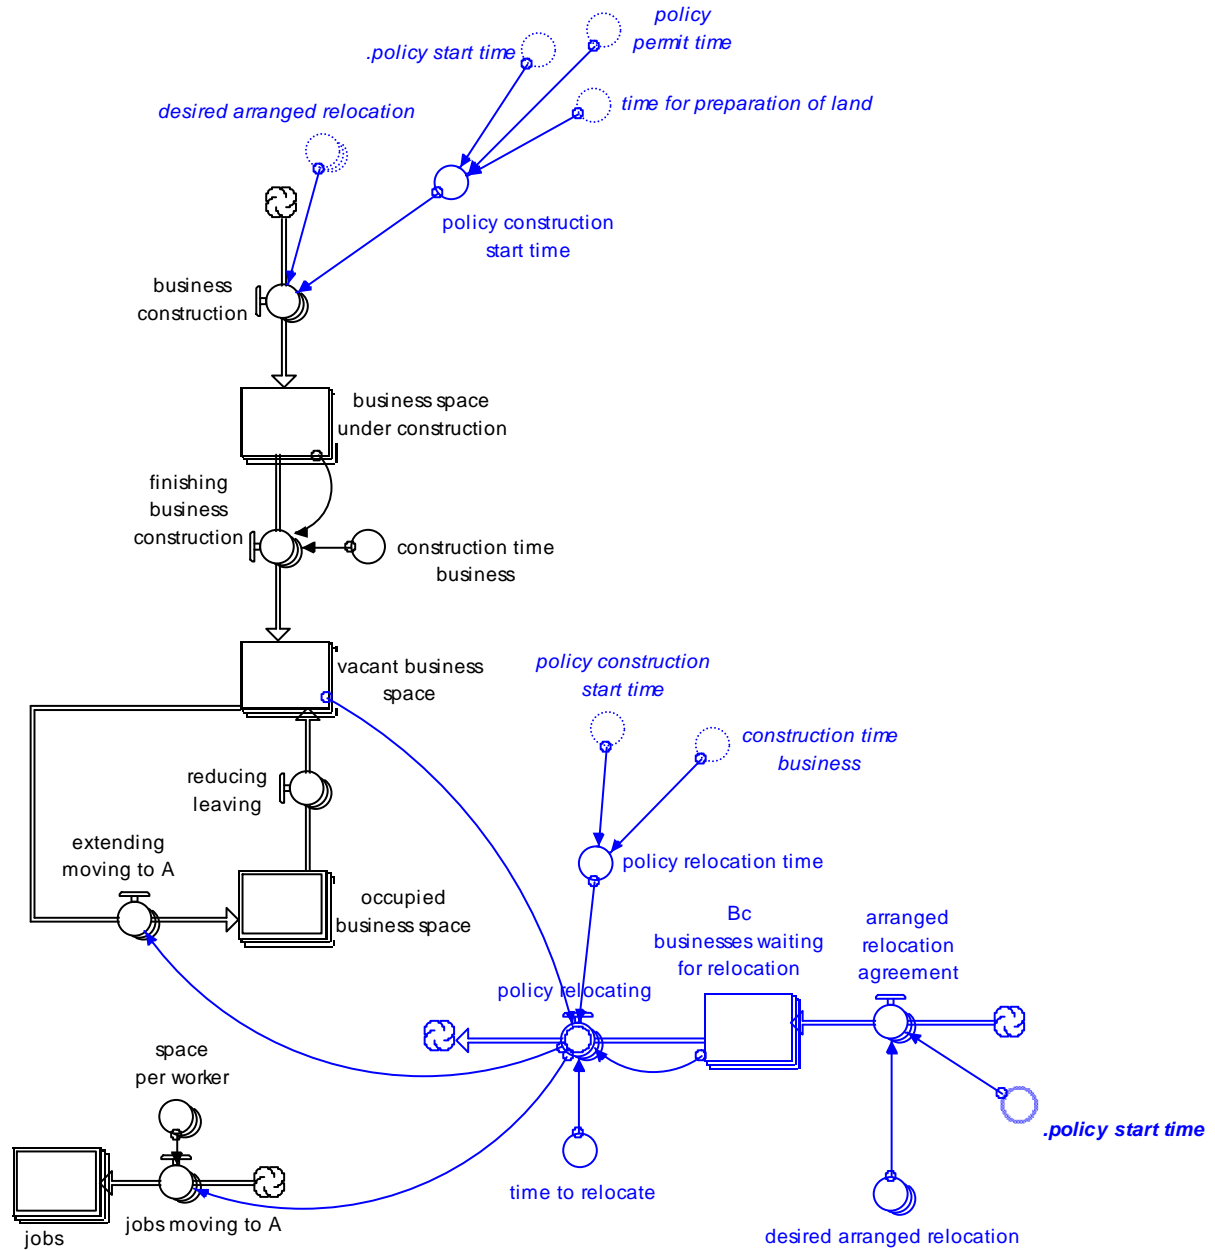 policy
permit time
.policy start time
time for preparation of land
desired arranged relocation
policy construction
start time
business
construction
business space
under construction
finishing
business
construction
construction time
business
vacant business
space
policy construction
start time
construction time
business
reducing
leaving
extending
moving to A
policy relocation time
occupied
business space
Bc
businesses waiting
for relocation
arranged
relocation
agreement
policy relocating
space
per worker
.policy start time
time to relocate
jobs moving to A
jobs
desired arranged relocation